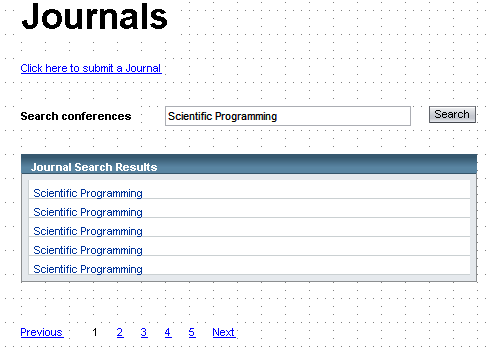 Journals
Click here to submit a Journal
Search conferences Scientific Programming Search
Journal Search Results
Scientific Programming
Scientific Programming
Scientific Programming
Scientific Programming
Scientific Programming
Previous 1 2 3 4 5 Next